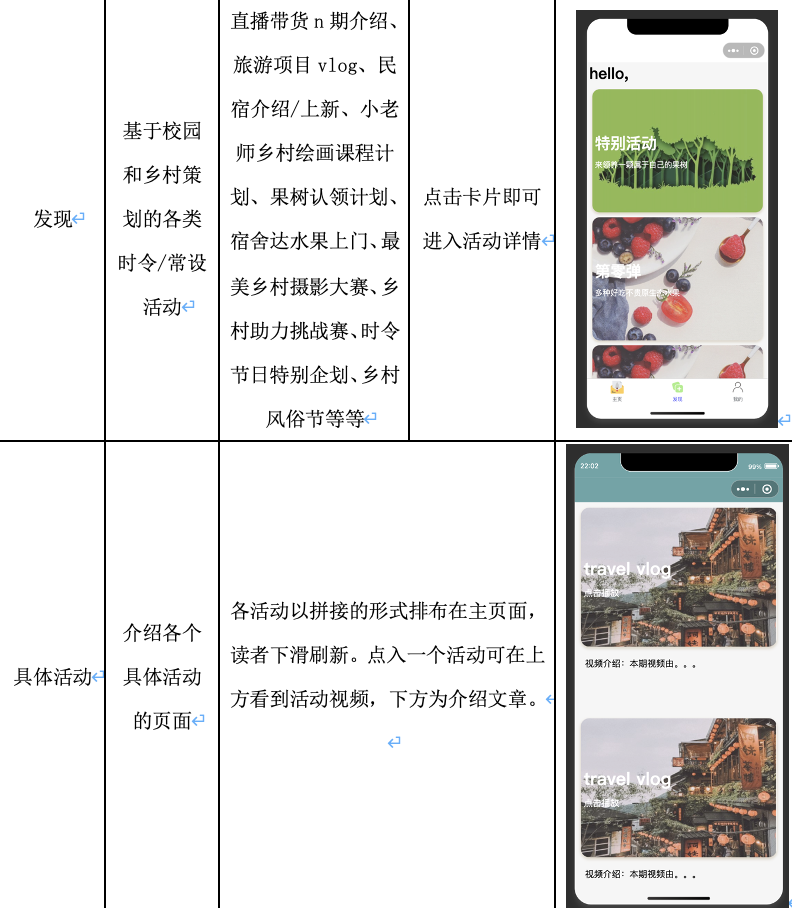 发现
基于校园
和乡村策
划的各类
时令/常设
活动
直播带货 n 期介绍、
旅游项目 vlog、民
宿介绍/上新、小老
师乡村绘画课程计
划、果树认领计划、
宿舍达水果上门、最
美乡村摄影大赛、乡
村助力挑战赛、时令
节日特别企划、乡村
风俗节等等
点击卡片即可
进入活动详情
hello,
特别活动
来领养一颗属于自己的果树
第零弹
多种好吃不贵原生态水果
主页
发现
我的
具体活动
介绍各个
具体活动
的页面
各活动以拼接的形式排布在主页面，
读者下滑刷新。点入一个活动可在上
方看到活动视频，下方为介绍文章。
22:02
99%
travel vlog
点击播放
视频介绍：本期视频由。。。
travel vlog
点击播放
视频介绍：本期视频由。。。